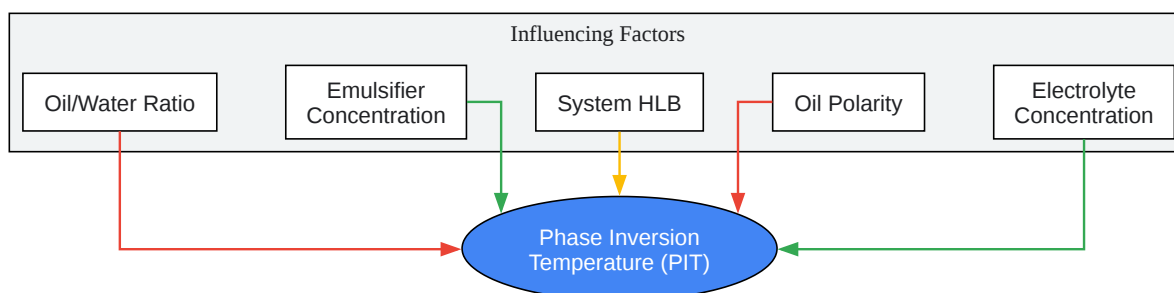 Influencing Factors
Oil/Water Ratio
Emulsifier
Concentration
System HLB
Oil Polarity
Electrolyte
Concentration
Phase Inversion
Temperature (PIT)